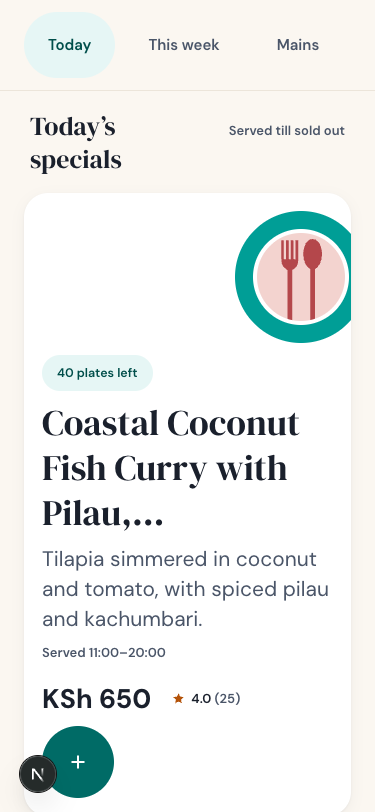 Today
This week
Mains
Today’s
specials
Served till sold out
40 plates left
Coastal Coconut
Fish Curry with
Pilau,...
Tilapia simmered in coconut
and tomato, with spiced pilau
and kachumbari.
Served 11:00–20:00
KSh 650
★ 4.0 (25)
+
N